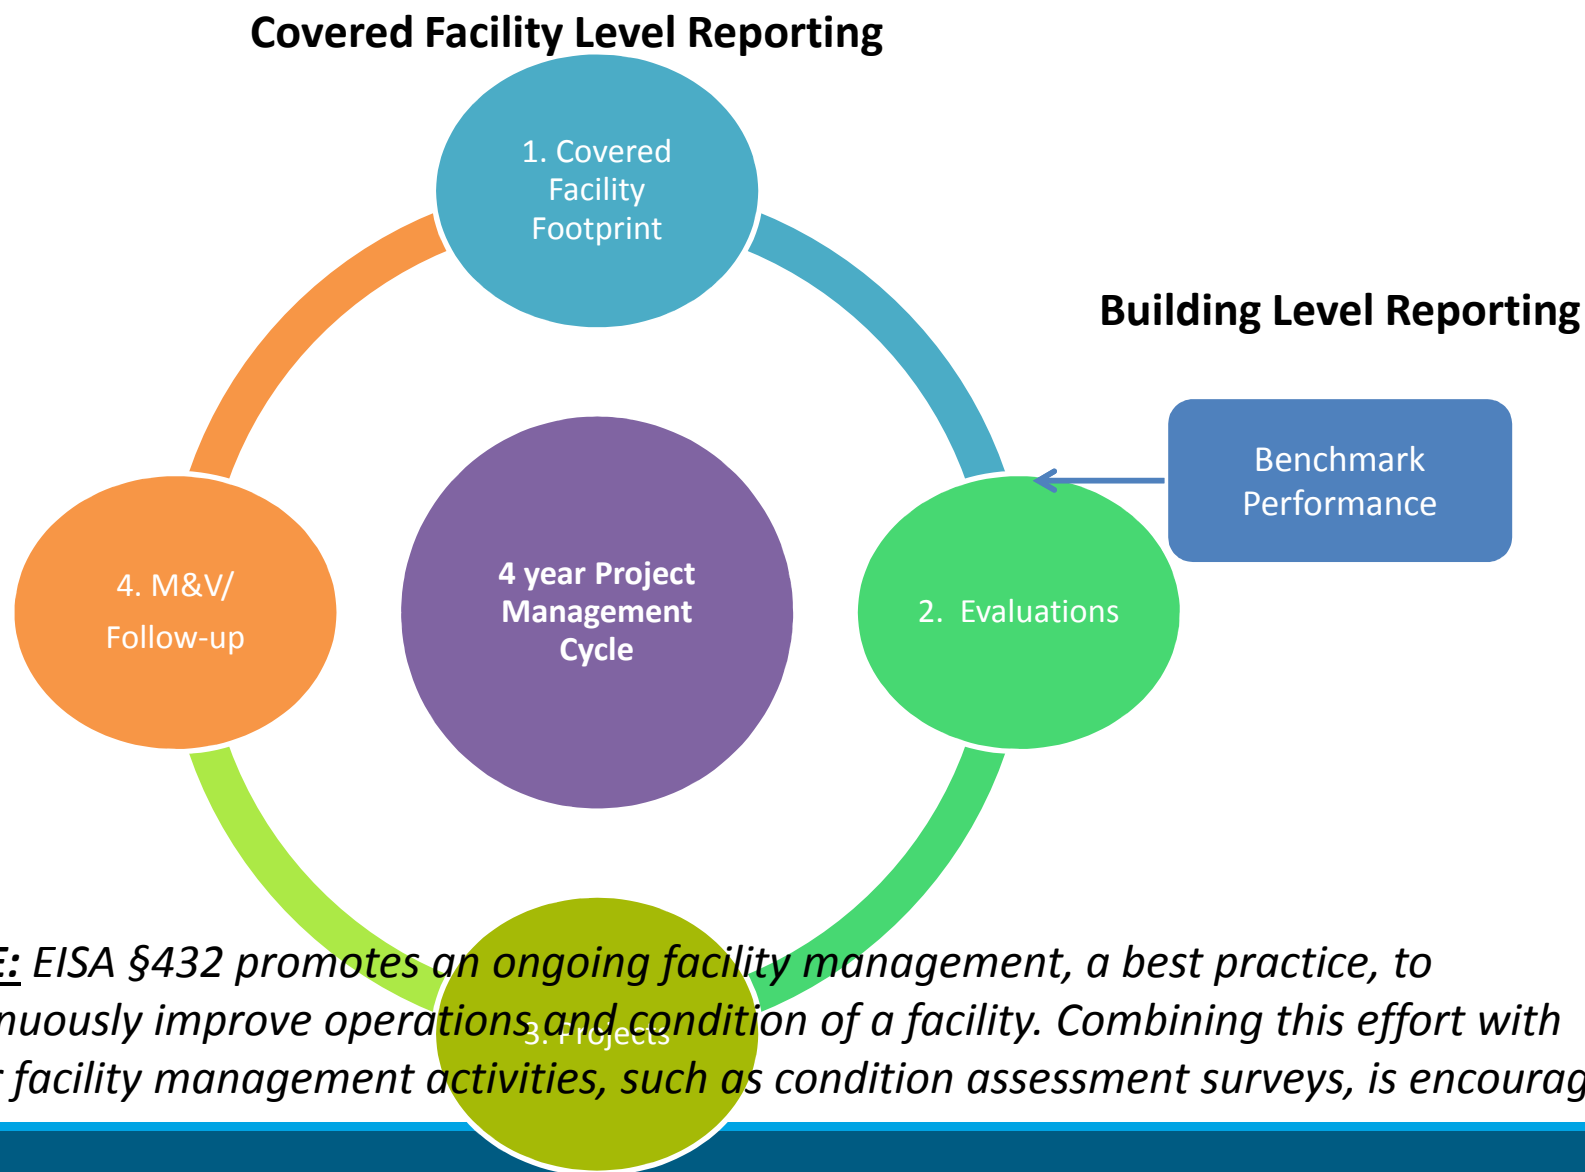 Covered Facility Level Reporting
1. Covered
Facility
Footprint
Building Level Reporting
Benchmark
Performance
4 year Project
Management
Cycle
2. Evaluations
4. M&V/
Follow-up
3. Projects
E: EISA §432 promotes an ongoing facility management, a best practice, to
nuously improve operations and condition of a facility. Combining this effort with
r facility management activities, such as condition assessment surveys, is encourag